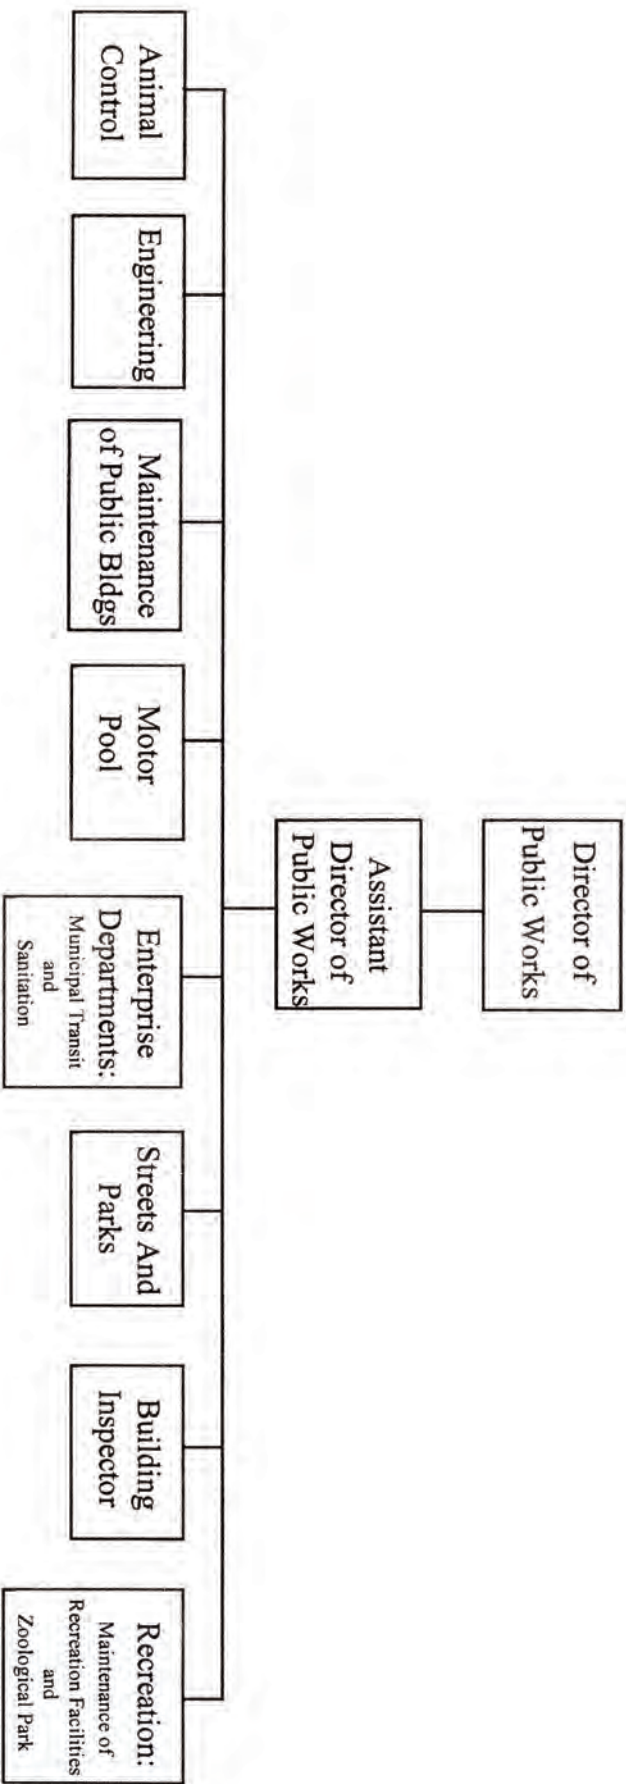 Director of
Public Works
Assistant
Director of
Public Works
Animal
Control
Engineering
Maintenance
of Public Bldgs
Motor
Pool
Enterprise
Departments:
Municipal Transit
and
Sanitation
Streets And
Parks
Building
Inspector
Recreation:
Maintenance of
Recreation Facilities
and
Zoological Park